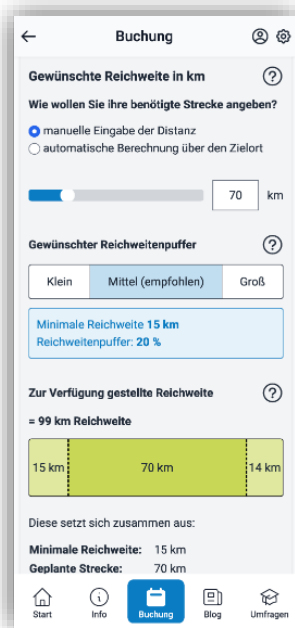 Buchung
Gewünschte Reichweite in km
Wie wollen Sie ihre benötigte Strecke angeben?
manuelle Eingabe der Distanz
automatische Berechnung über den Zielort
70 km
Gewünschter Reichweitenpuffer
Klein Mittel (empfohlen) Groß
Minimale Reichweite 15 km
Reichweitenpuffer: 20 %
Zur Verfügung gestellte Reichweite
= 99 km Reichweite
15 km 70 km 14 km
Diese setzt sich zusammen aus:
Minimale Reichweite: 15 km
Geplante Strecke: 70 km
Start Info Buchung Blog Umfragen